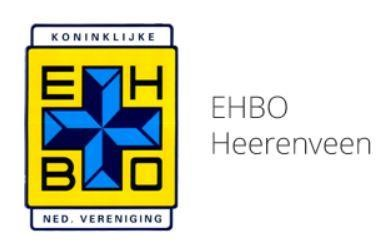 KONINKLIJKE
E H
B O
NED. VERENIGING
EHBO
Heerenveen